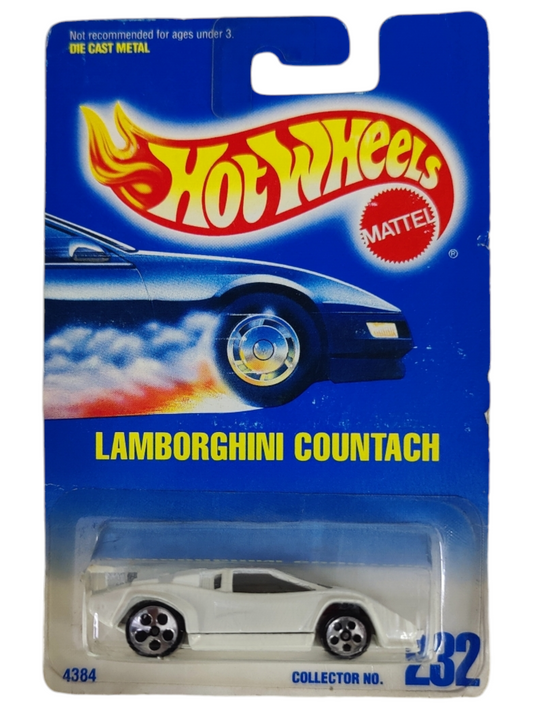 Not recommended for ages under 3.
DIE CAST METAL
HOT WHEELS
MATTEL
®
LAMBORGHINI COUNTACH
4384
COLLECTOR NO. 232